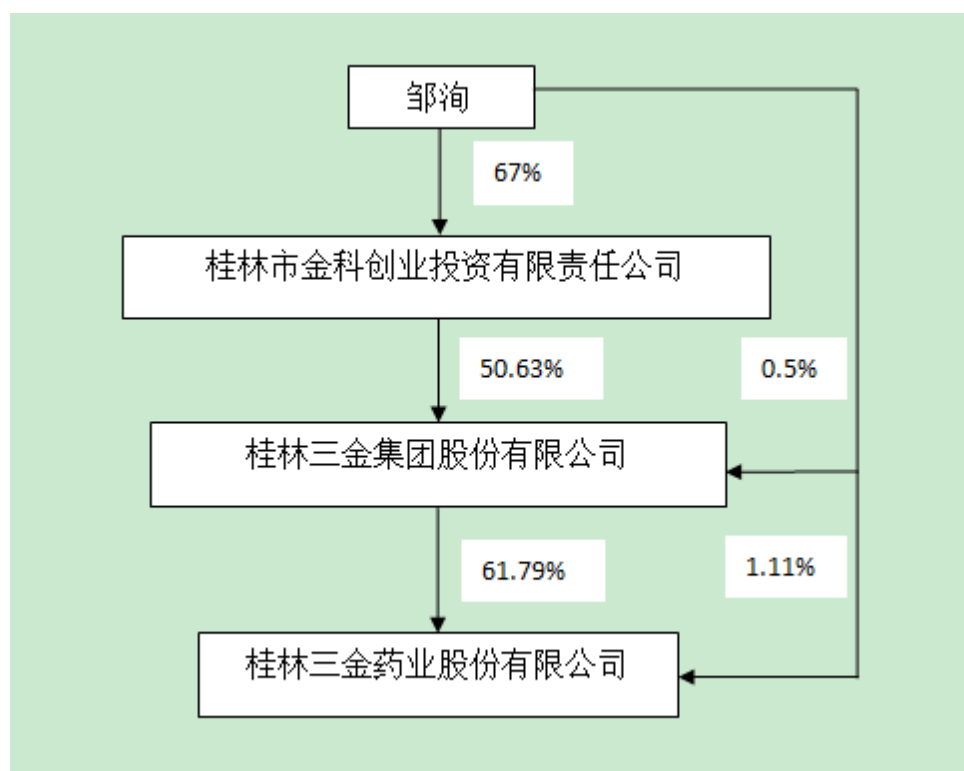 邹洵
67%
桂林市金科创业投资有限责任公司
50.63%
0.5%
桂林三金集团股份有限公司
61.79%
1.11%
桂林三金药业股份有限公司